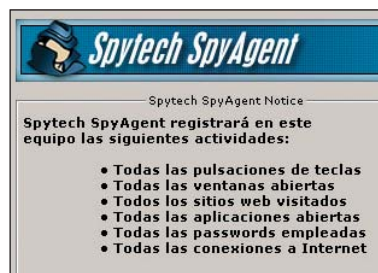 Spytech SpyAgent
Spytech SpyAgent Notice
Spytech SpyAgent registrará en este
equipo las siguientes actividades:
• Todas las pulsaciones de teclas
• Todas las ventanas abiertas
• Todos los sitios web visitados
• Todas las aplicaciones abiertas
• Todas las passwords empleadas
• Todas las conexiones a Internet